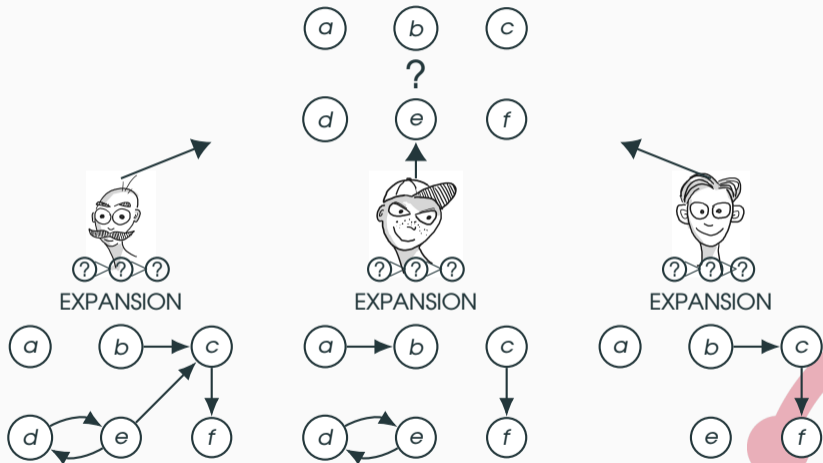 a b c
?
d e f
? ? ? ? ? ? ? ? ?
EXPANSION EXPANSION EXPANSION
a b c a b c a b c
d e f d e f e f